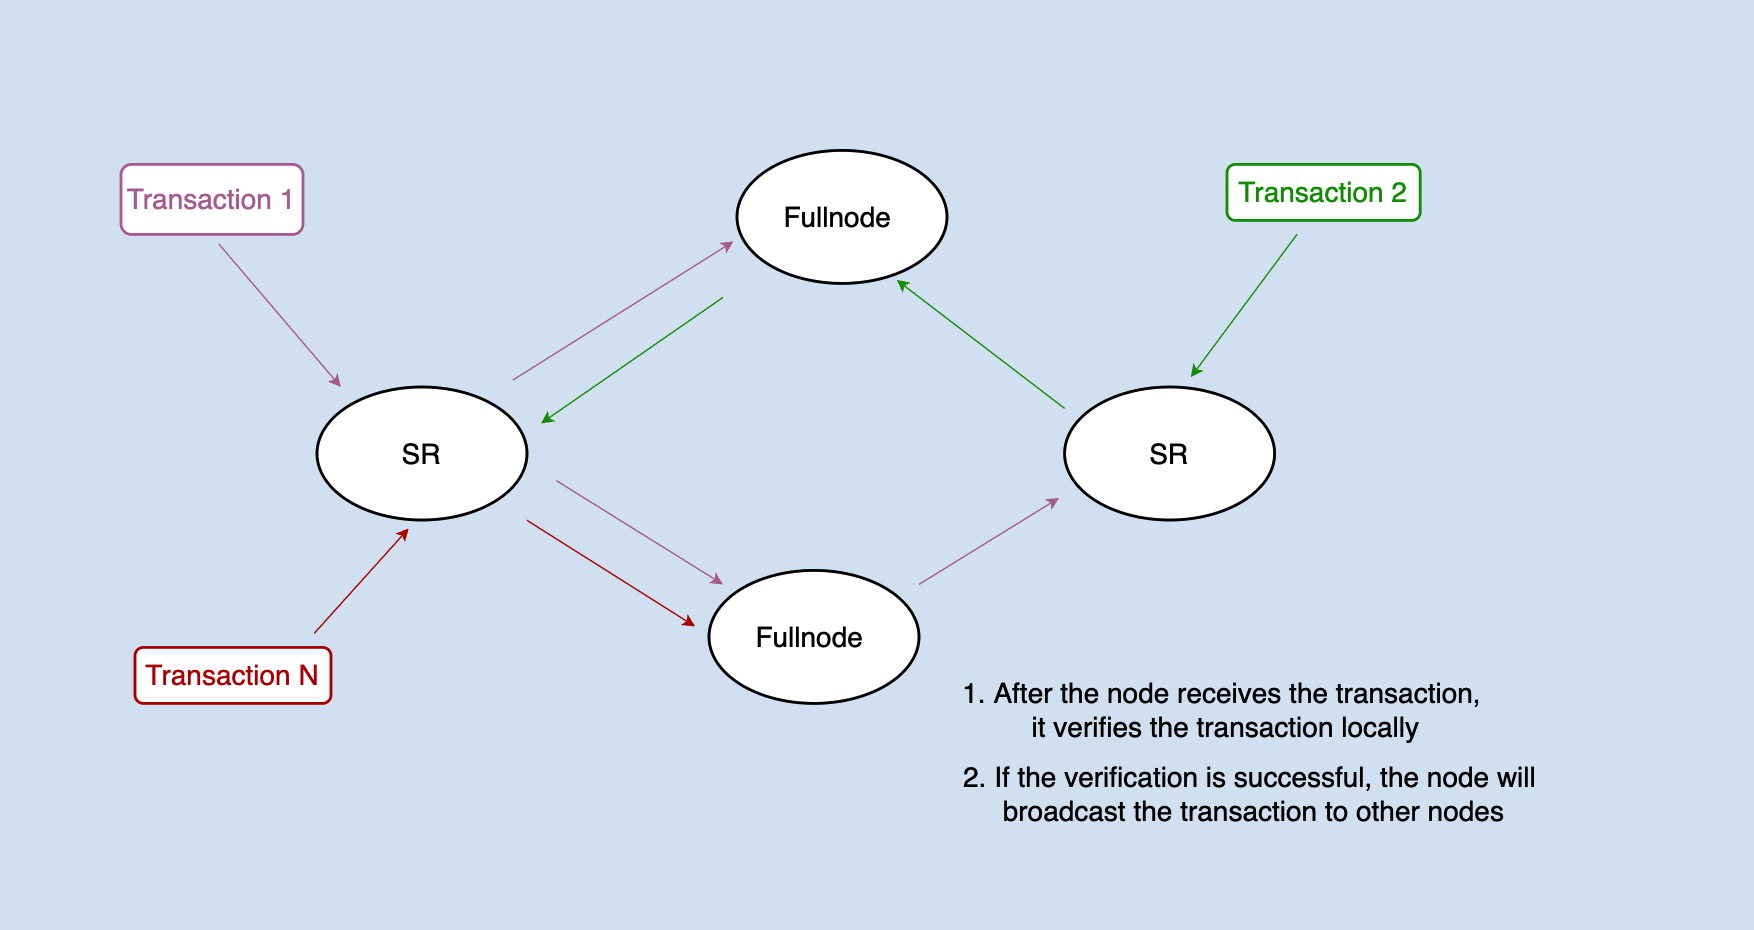 Transaction 1
Fullnode
Transaction 2
SR
SR
Fullnode
Transaction N
1. After the node receives the transaction,
it verifies the transaction locally
2. If the verification is successful, the node will
broadcast the transaction to other nodes